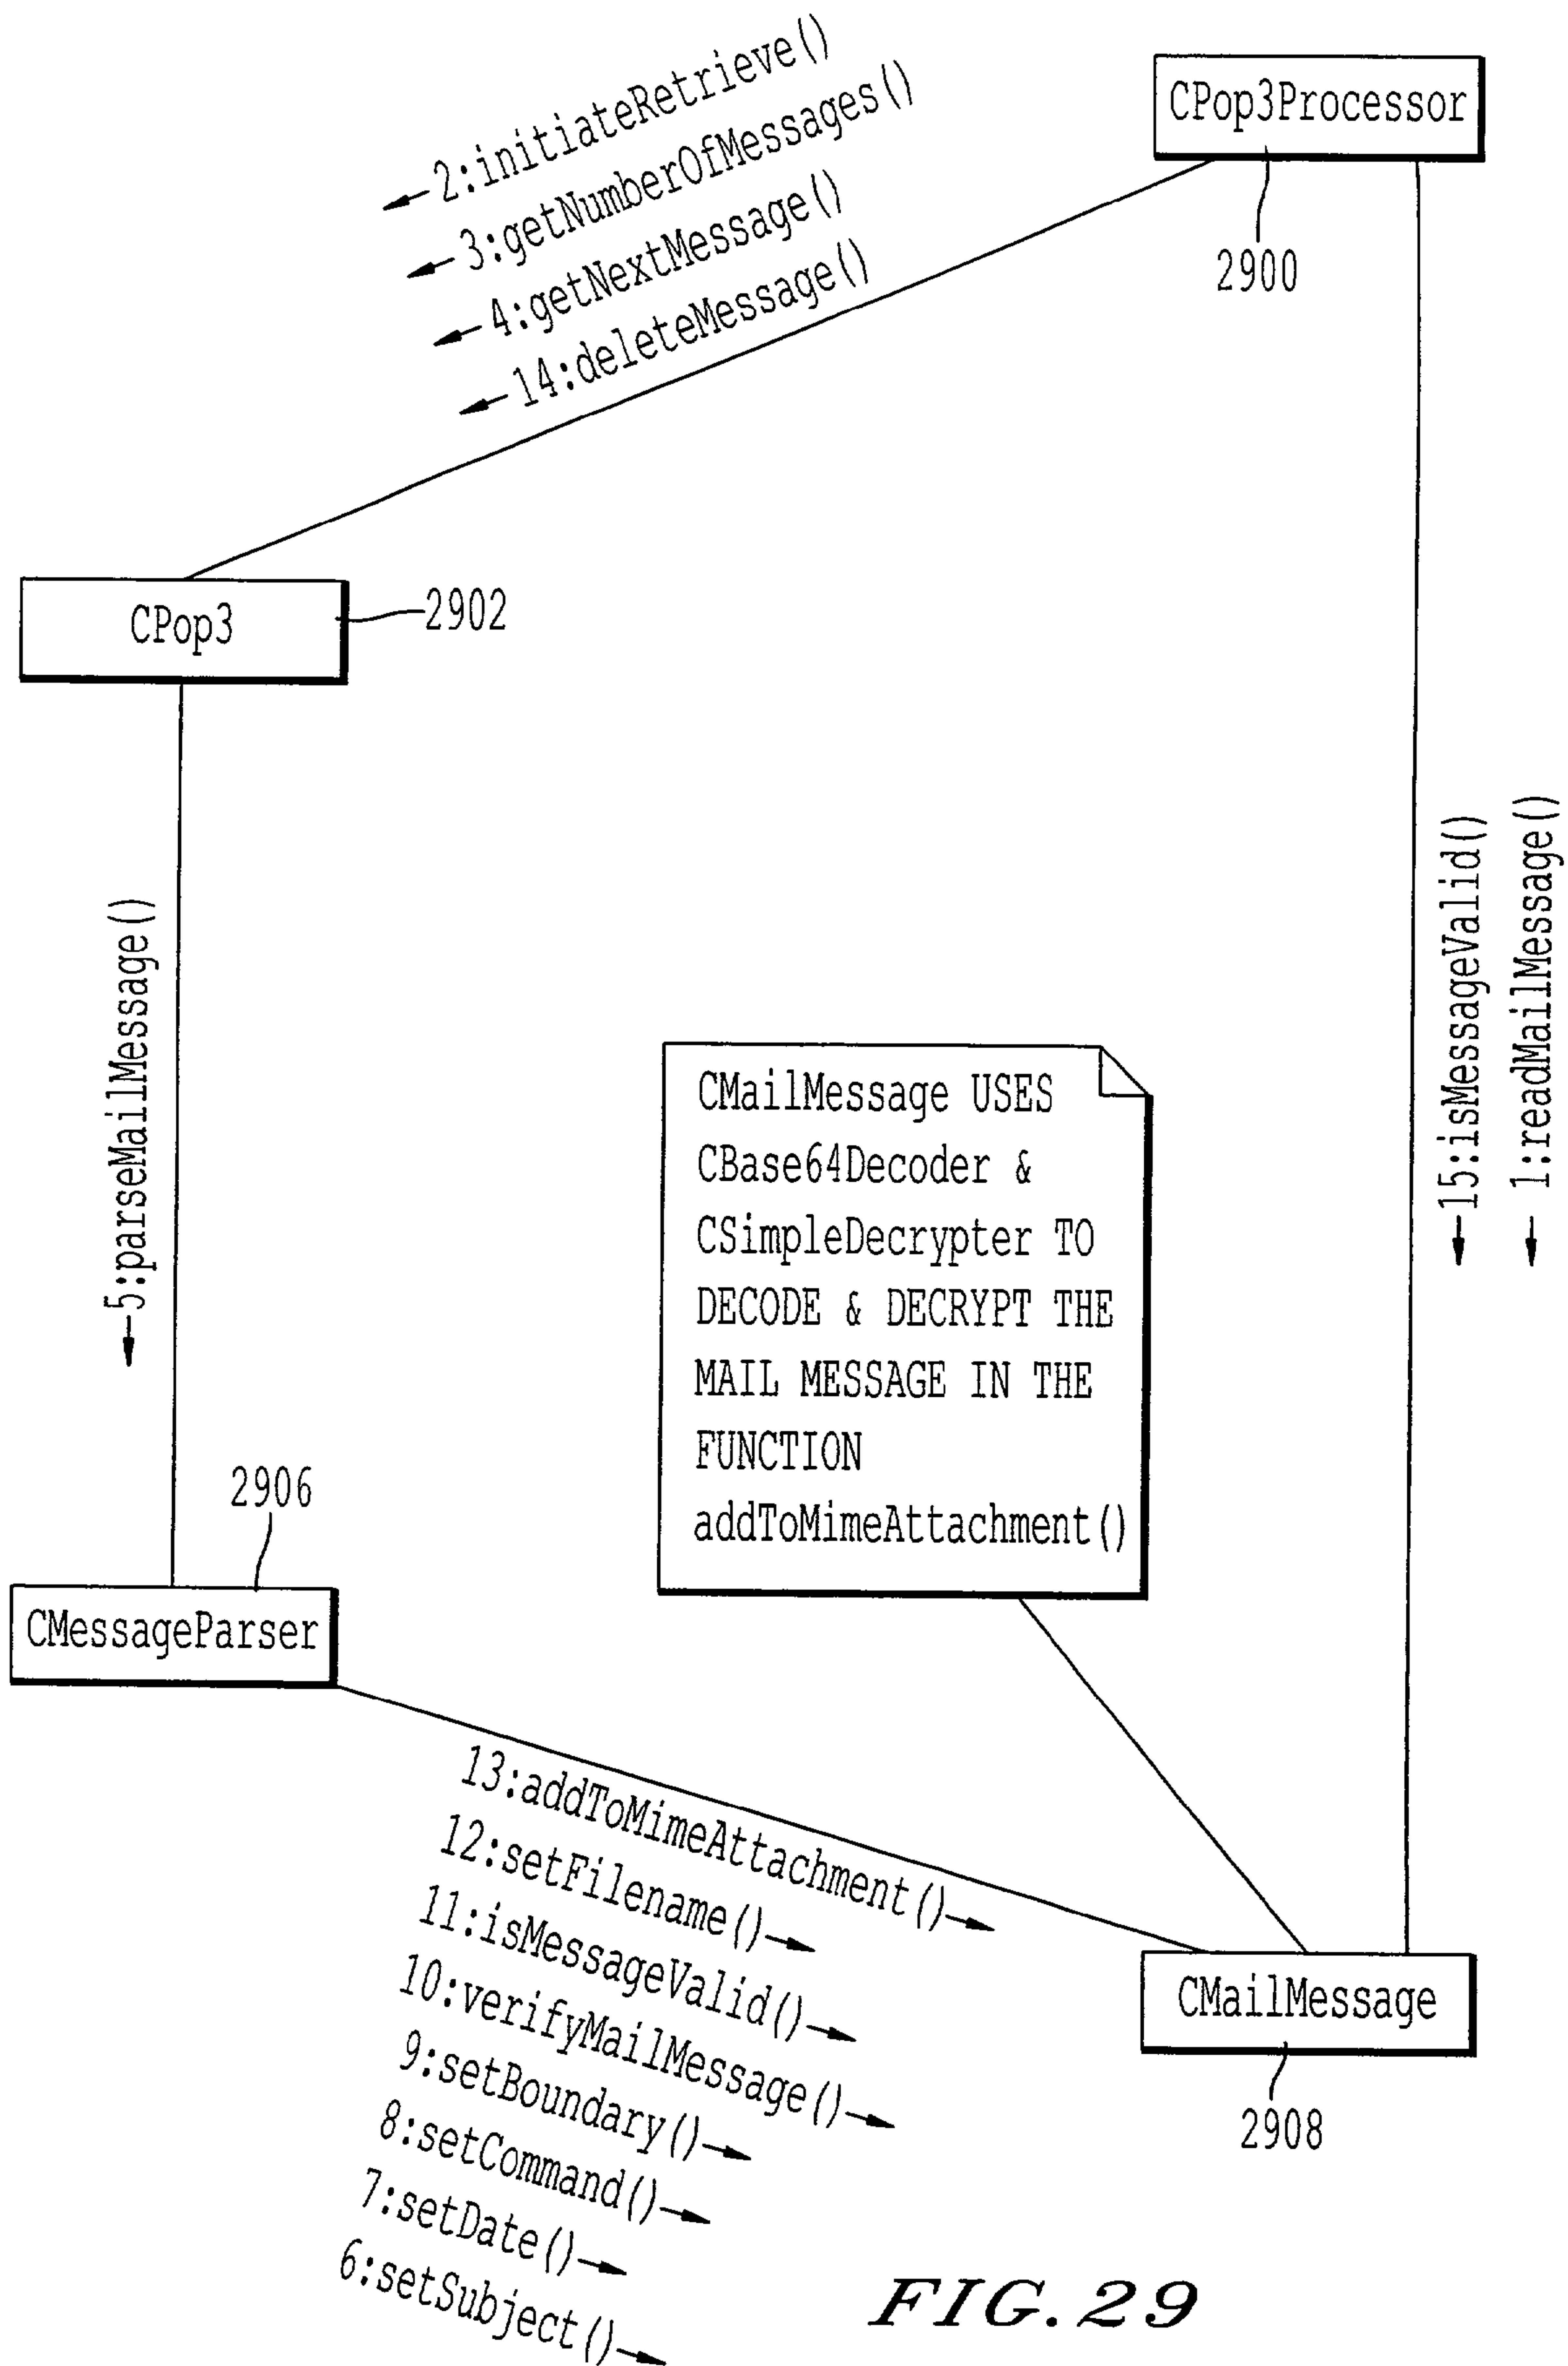 CPop3Processor
2900
2:initiateRetrieve()
3:getNumberOfMessages()
4:getNextMessage()
14:deleteMessage()
CPop3
2902
15:isMessageValid()
1:readMailMessage()
5:parseMailMessage()
CMailMessage USES
CBase64Decoder &
CSimpleDecrypter TO
DECODE & DECRYPT THE
MAIL MESSAGE IN THE
FUNCTION
addToMimeAttachment()
2906
CMessageParser
13:addToMimeAttachment()
12:setFilename()
11:isMessageValid()
10:verifyMailMessage()
9:setBoundary()
8:setCommand()
7:setDate()
6:setSubject()
CMailMessage
2908
FIG. 29